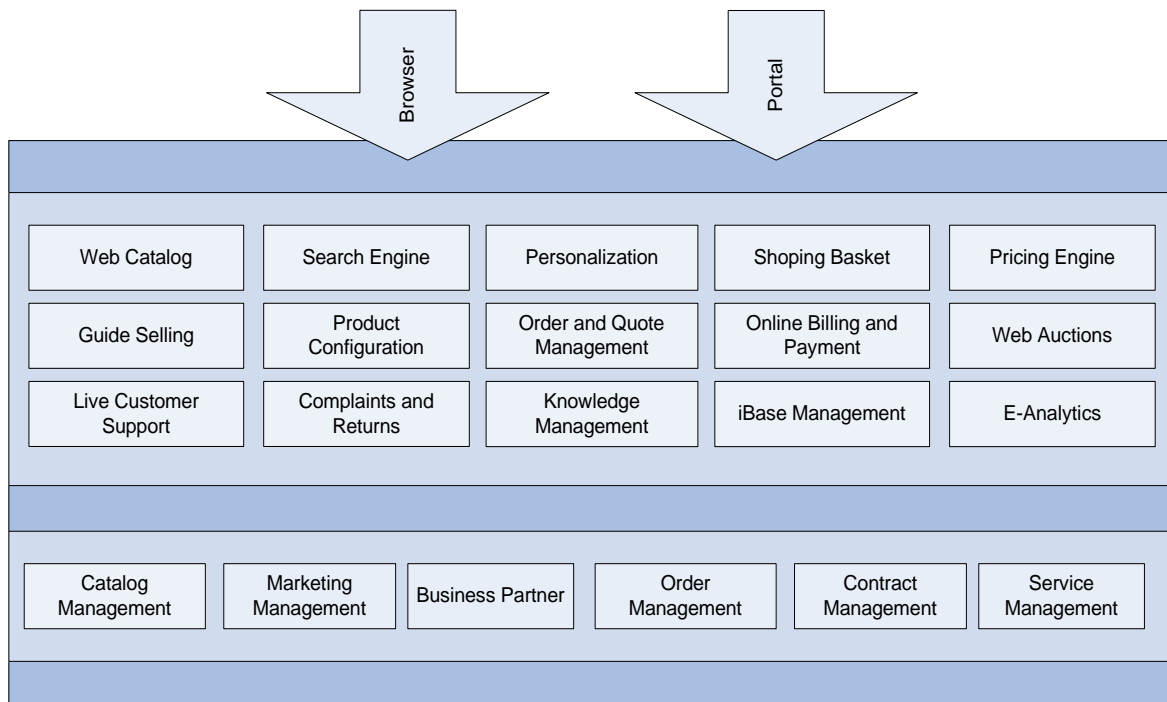 Browser
Portal
Web Catalog
Search Engine
Personalization
Shoping Basket
Pricing Engine
Guide Selling
Product
Configuration
Order and Quote
Management
Online Billing and
Payment
Web Auctions
Live Customer
Support
Complaints and
Returns
Knowledge
Management
iBase Management
E-Analytics
Catalog
Management
Marketing
Management
Business Partner
Order
Management
Contract
Management
Service
Management